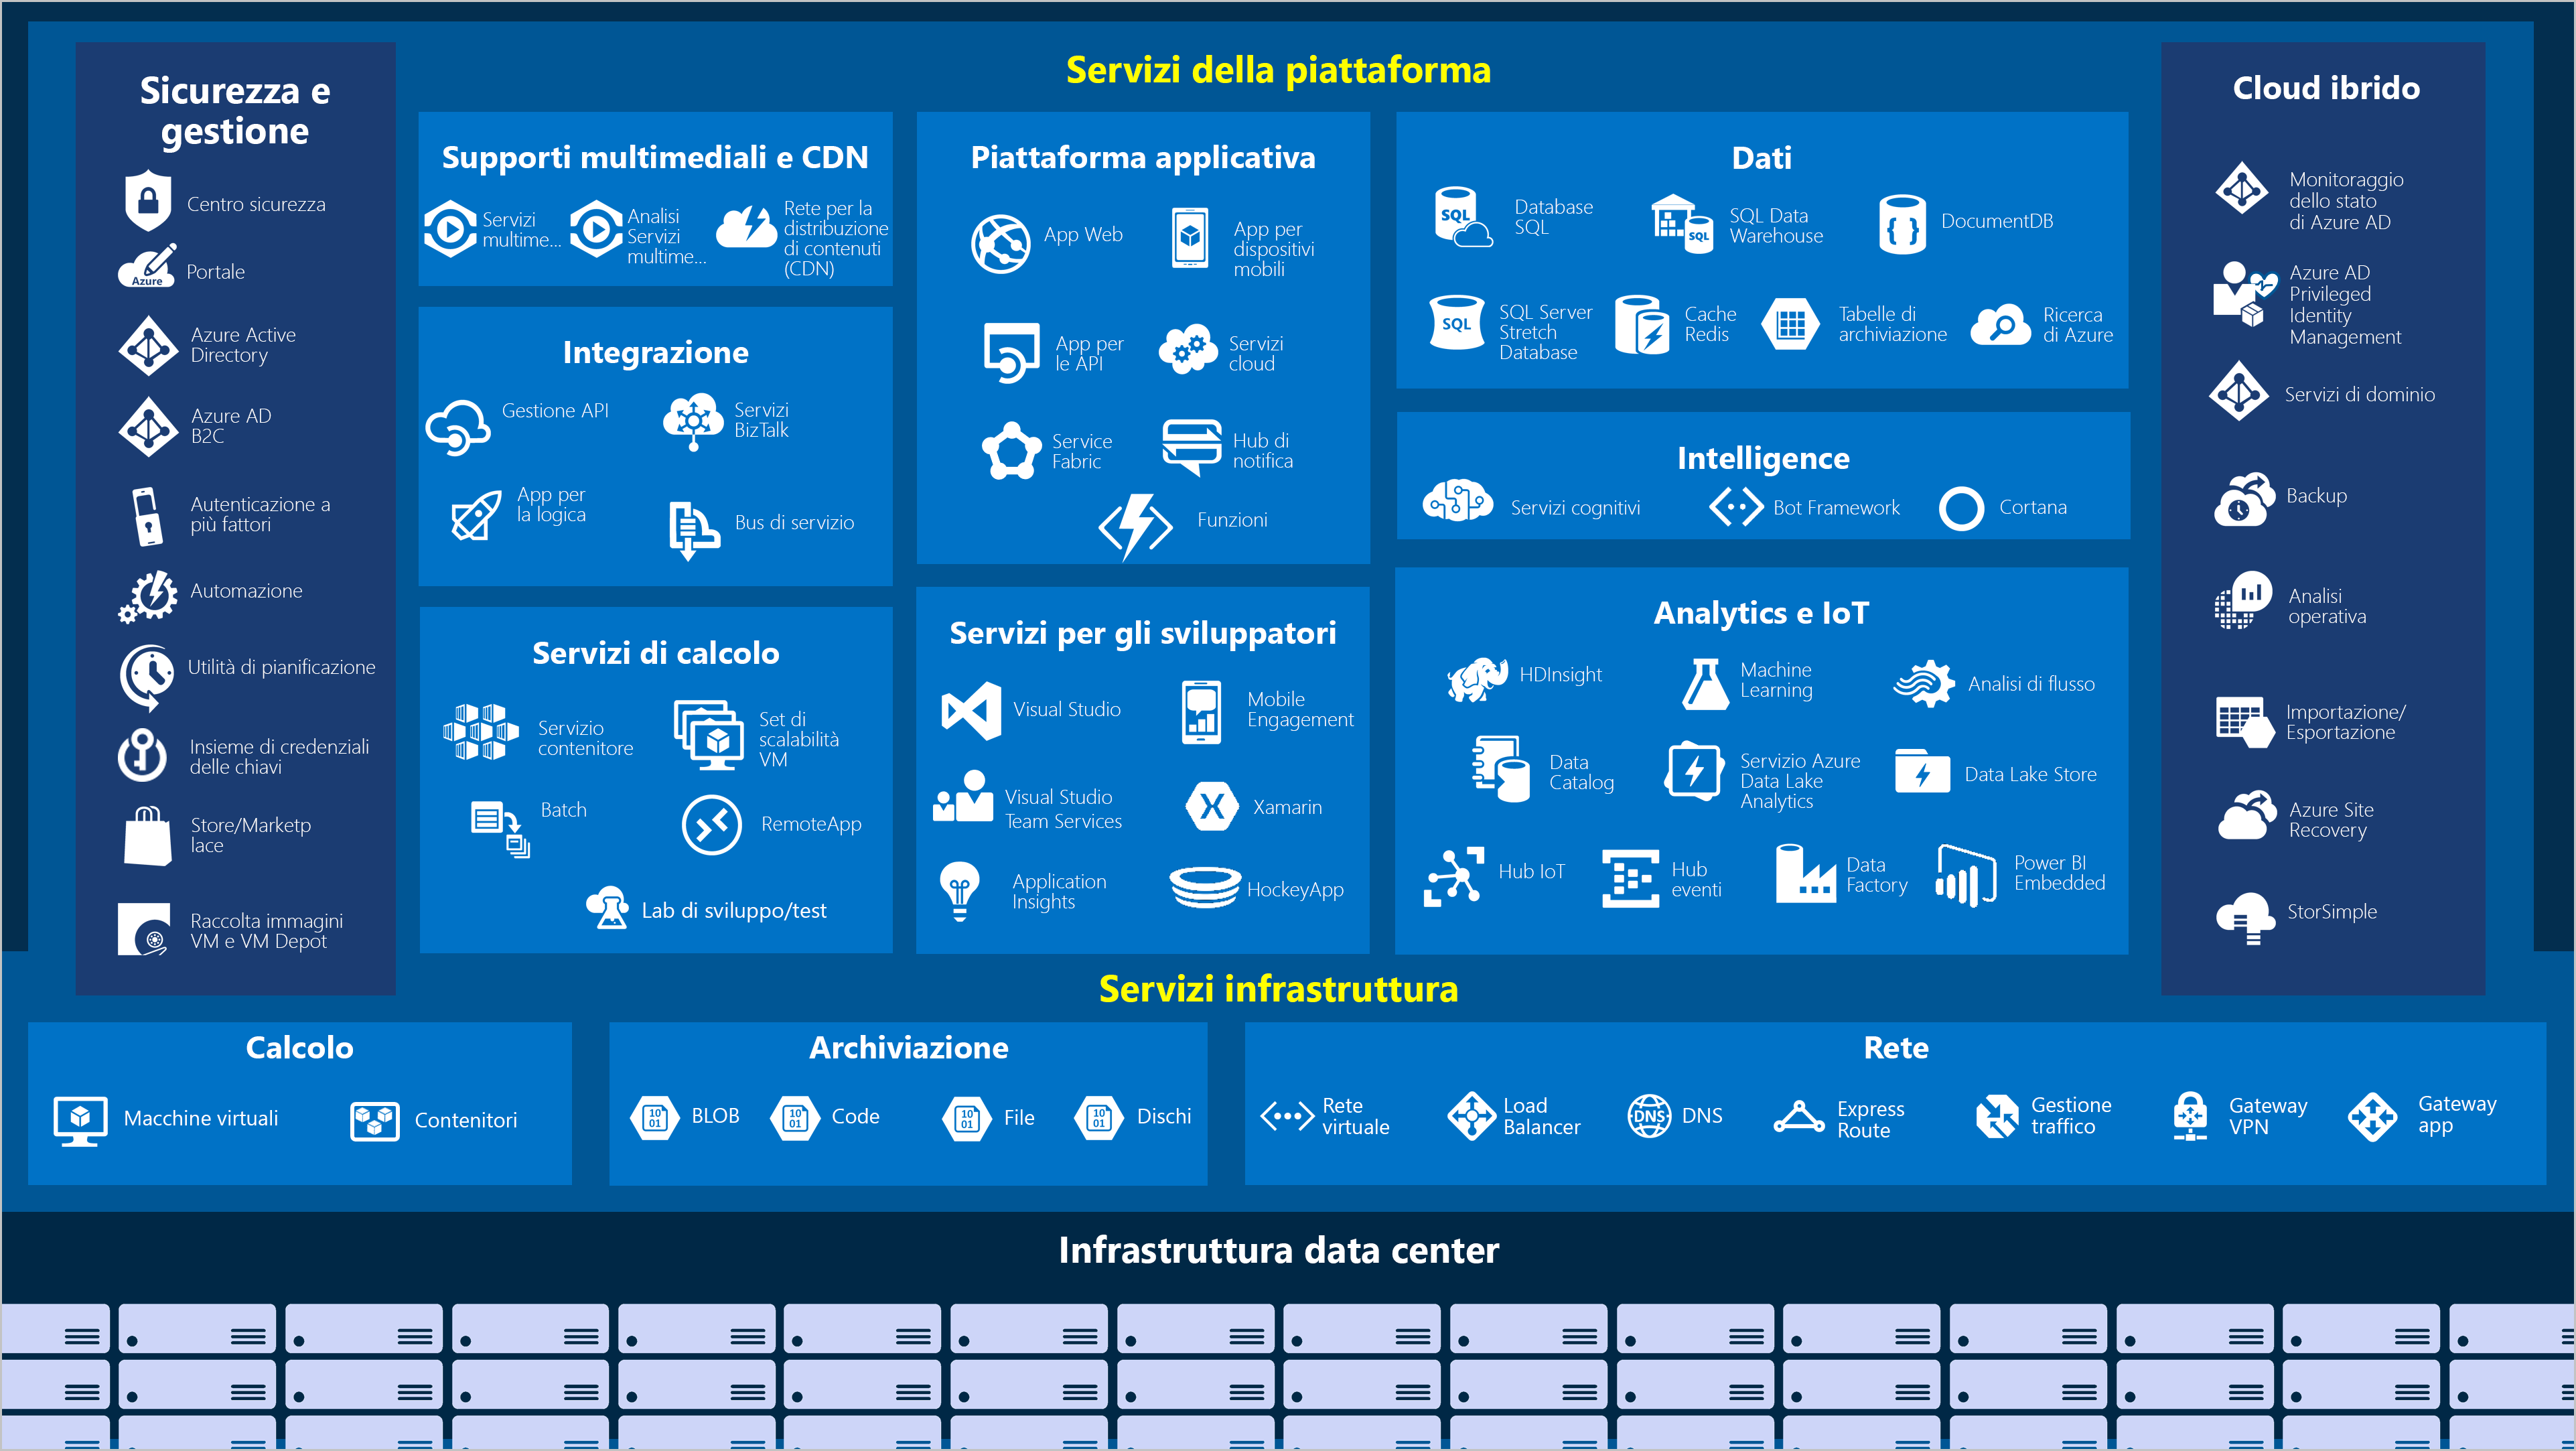 Servizi della piattaforma
Sicurezza e
gestione
Centro sicurezza
Azure
Portale
Azure Active
Directory
Azure AD
B2C
Autenticazione a
più fattori
Automazione
Utilità di pianificazione
Insieme di credenziali
delle chiavi
Store/Marketp
lace
Raccolta immagini
VM e VM Depot
Supporti multimediali e CDN
Servizi
multime...
Analisi
Servizi
multime...
Rete per la
distribuzione
di contenuti
(CDN)
Integrazione
Gestione API
Servizi
BizTalk
App per
la logica
Bus di servizio
Servizi di calcolo
Servizio
contenitore
Set di
scalabilità
VM
Batch
RemoteApp
Lab di sviluppo/test
Piattaforma applicativa
App Web
App per
dispositivi
mobili
App per
le API
Servizi
cloud
Service
Fabric
Hub di
notifica
Funzioni
Servizi per gli sviluppatori
Visual Studio
Mobile
Engagement
Visual Studio
Team Services
Xamarin
Application
Insights
HockeyApp
Dati
SQL
Database
SQL
SQL
SQL Data
Warehouse
DocumentDB
SQL
SQL Server
Stretch
Database
Cache
Redis
Tabelle di
archiviazione
Ricerca
di Azure
Intelligence
Servizi cognitivi
Bot Framework
Cortana
Analytics e IoT
HDInsight
Machine
Learning
Analisi di flusso
Data
Catalog
Servizio Azure
Data Lake
Analytics
Data Lake Store
Hub IoT
Hub
eventi
Data
Factory
Power BI
Embedded
Cloud ibrido
Monitoraggio
dello stato
di Azure AD
Azure AD
Privileged
Identity
Management
Servizi di dominio
Backup
Analisi
operativa
Importazione/
Esportazione
Azure Site
Recovery
StorSimple
Servizi infrastruttura
Calcolo
Macchine virtuali
Contenitori
Archiviazione
10
01
BLOB
10
01
Code
10
01
File
10
01
Dischi
Rete
Rete
virtuale
Load
Balancer
DNS
DNS
Express
Route
Gestione
traffico
Gateway
VPN
Gateway
app
Infrastruttura data center